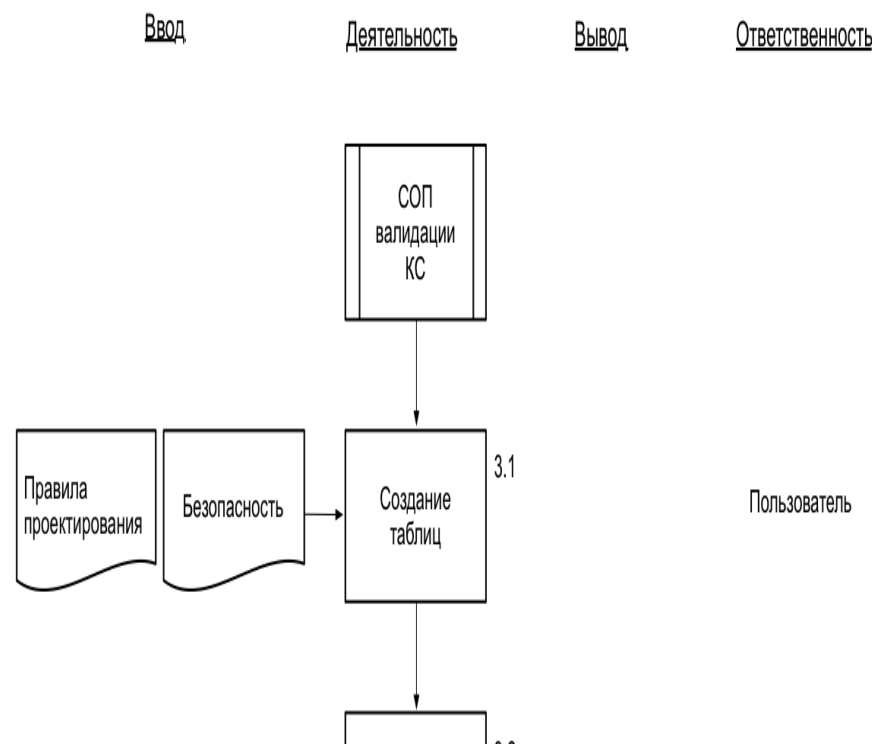 Ввод
Деятельность
Вывод
Ответственность
СОП
валидации
КС
Правила
проектирования
Безопасность
Создание
таблиц
3.1
Пользователь